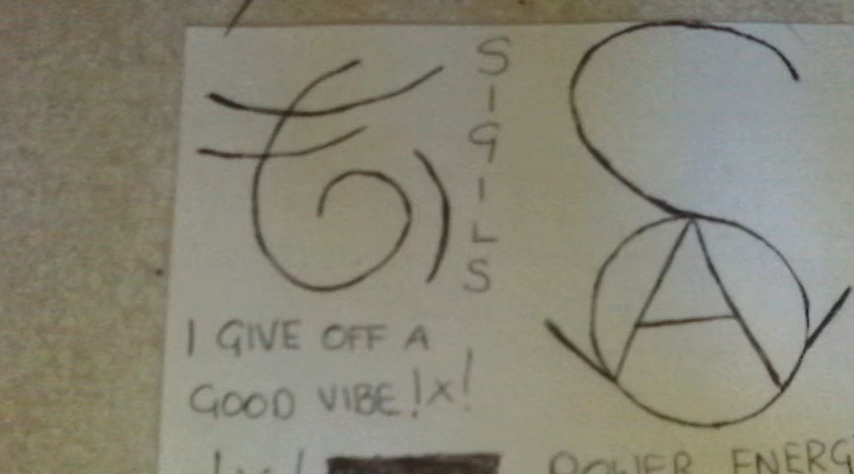 SIGILS
I GIVE OFF A
GOOD VIBE!x!
POWER ENERG